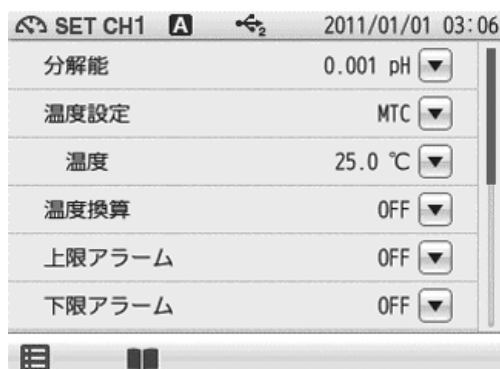 SET CH1 A 2 2011/01/01 03:06
分解能 0.001 pH
温度設定 MTC
温度 25.0 ℃
温度換算 OFF
上限アラーム OFF
下限アラーム OFF